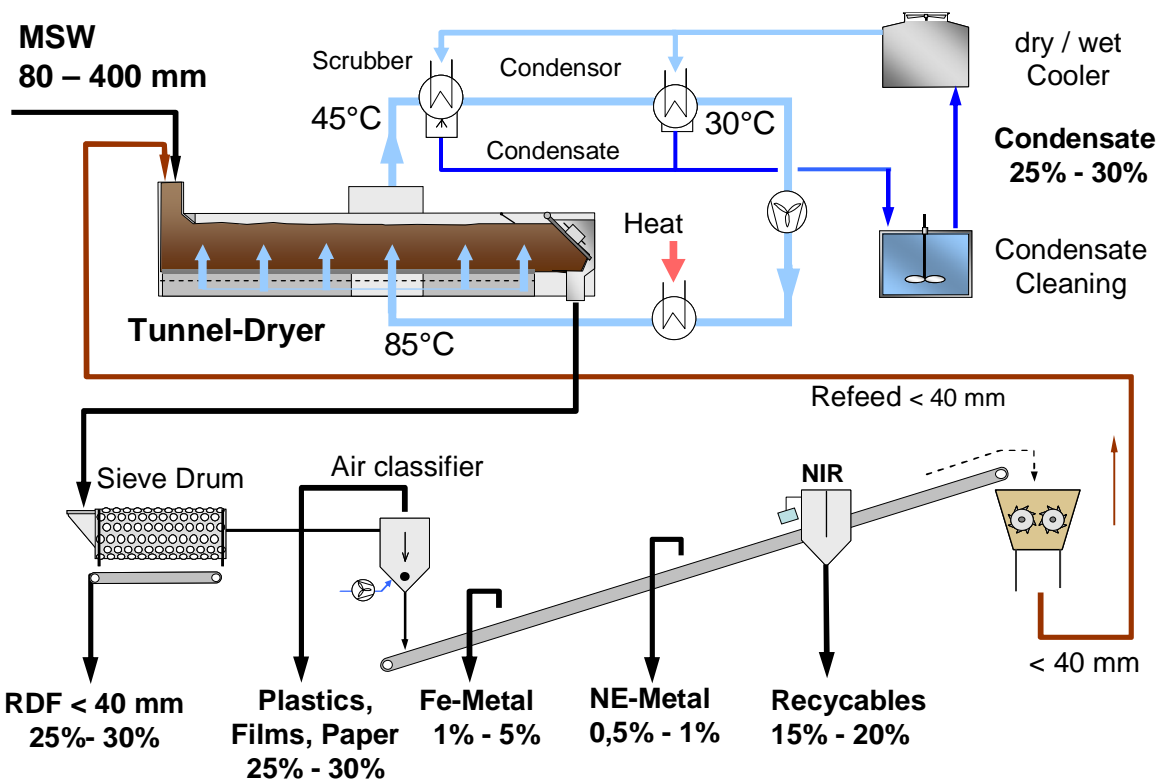 MSW
80 – 400 mm
Scrubber
Condensor
dry / wet
Cooler
45°C
30°C
Condensate
Condensate
25% - 30%
Heat
Condensate
Cleaning
Tunnel-Dryer
85°C
Refeed < 40 mm
Sieve Drum
Air classifier
NIR
< 40 mm
RDF < 40 mm
25%- 30%
Plastics,
Films, Paper
25% - 30%
Fe-Metal
1% - 5%
NE-Metal
0,5% - 1%
Recycables
15% - 20%